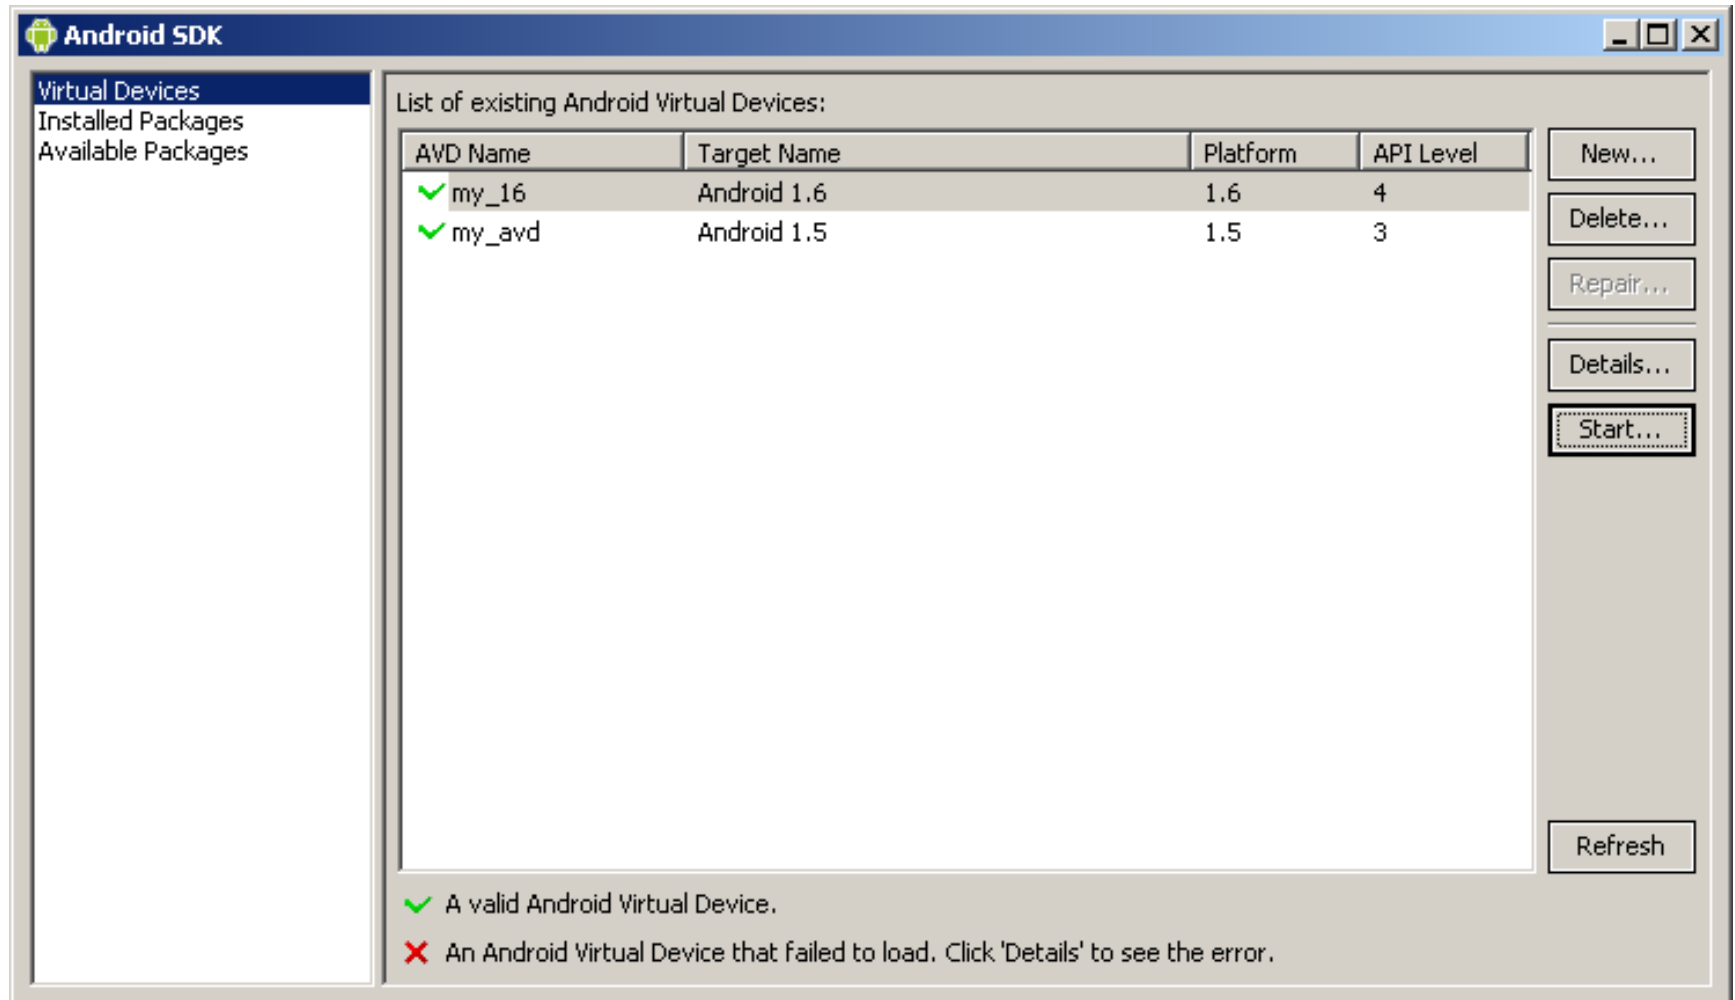 Android SDK
Virtual Devices
Installed Packages
Available Packages
List of existing Android Virtual Devices:
AVD Name Target Name Platform API Level
my_16 Android 1.6 1.6 4
my_avd Android 1.5 1.5 3
New...
Delete...
Repair...
Details...
Start...
Refresh
A valid Android Virtual Device.
An Android Virtual Device that failed to load. Click 'Details' to see the error.